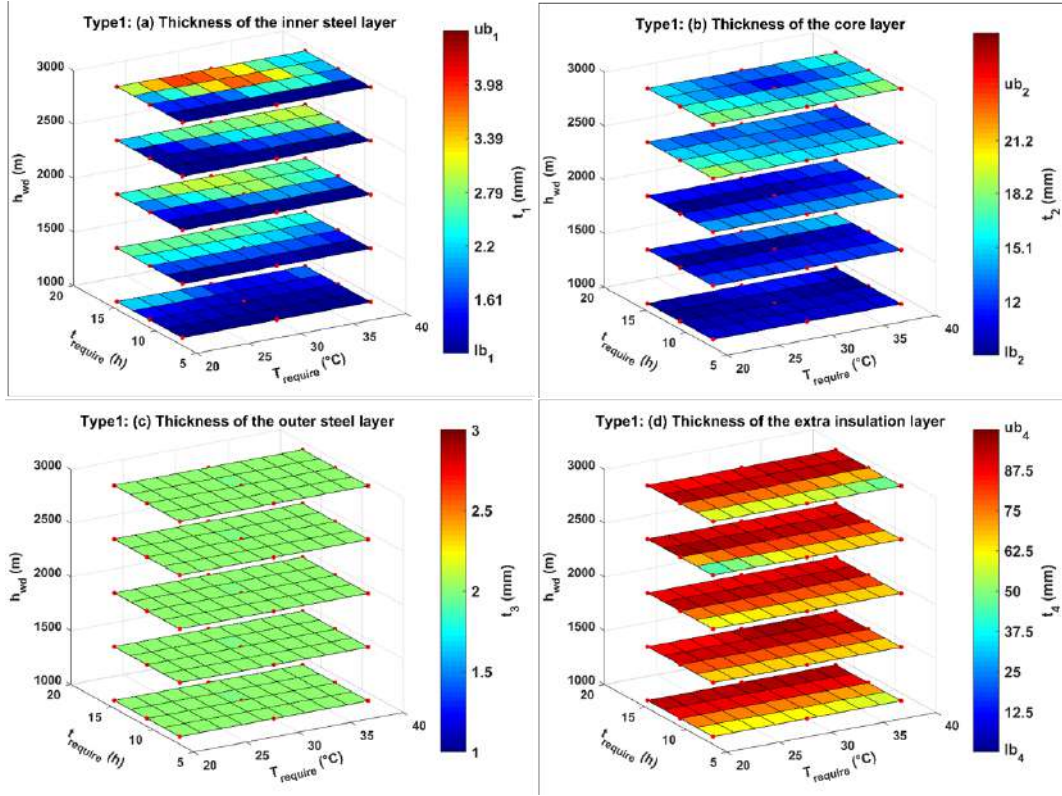 Type1: (a) Thickness of the inner steel layer
3000
2500
2000
1500
1000
h_wd (m)
20
15
10
5
t_require (h)
20
25
30
35
40
T_require (°C)
ub_1
3.98
3.39
2.79
2.2
1.61
lb_1
t_1 (mm)
Type1: (b) Thickness of the core layer
3000
2500
2000
1500
1000
h_wd (m)
20
15
10
5
t_require (h)
20
25
30
35
40
T_require (°C)
ub_2
21.2
18.2
15.1
12
lb_2
t_2 (mm)
Type1: (c) Thickness of the outer steel layer
3000
2500
2000
1500
1000
h_wd (m)
20
15
10
5
t_require (h)
20
25
30
35
40
T_require (°C)
3
2.5
2
1.5
1
t_3 (mm)
Type1: (d) Thickness of the extra insulation layer
3000
2500
2000
1500
1000
h_wd (m)
20
15
10
5
t_require (h)
20
25
30
35
40
T_require (°C)
ub_4
87.5
75
62.5
50
37.5
25
12.5
lb_4
t_4 (mm)